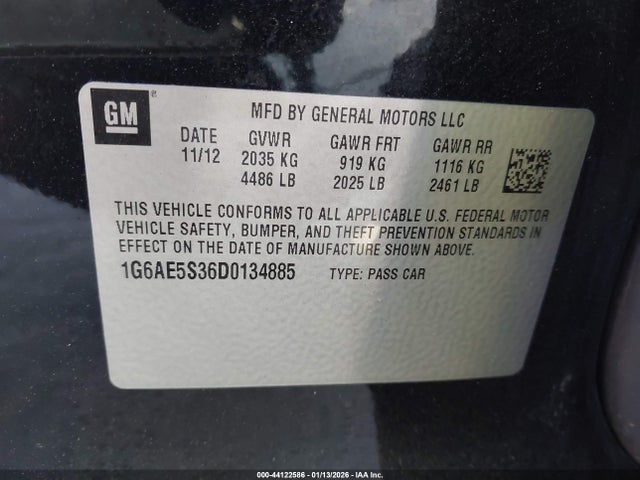 GM®
MFD BY GENERAL MOTORS LLC
DATE GVWR GAWR FRT GAWR RR
11/12 2035 KG 919 KG 1116 KG
4486 LB 2025 LB 2461 LB
THIS VEHICLE CONFORMS TO ALL APPLICABLE U.S. FEDERAL MOTOR
VEHICLE SAFETY, BUMPER, AND THEFT PREVENTION STANDARDS IN
EFFECT ON THE DATE OF MANUFACTURE SHOWN ABOVE.
1G6AE5S36D0134885 TYPE: PASS CAR
000-44122586 - 01/13/2026 - IAA Inc.